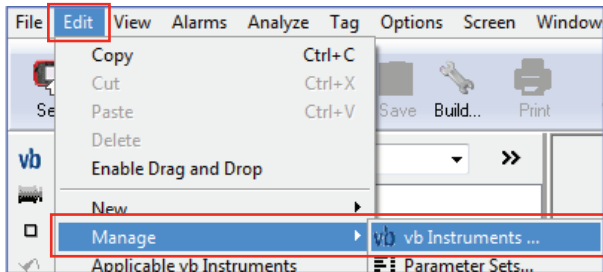 File Edit View Alarms Analyze Tag Options Screen Window
Copy Ctrl+C
Cut Ctrl+X
Paste Ctrl+V
Delete
Enable Drag and Drop
New
Manage
Applicable vb Instruments
Save Build... Print
vb
»
vb vb Instruments ...
Parameter Sets...